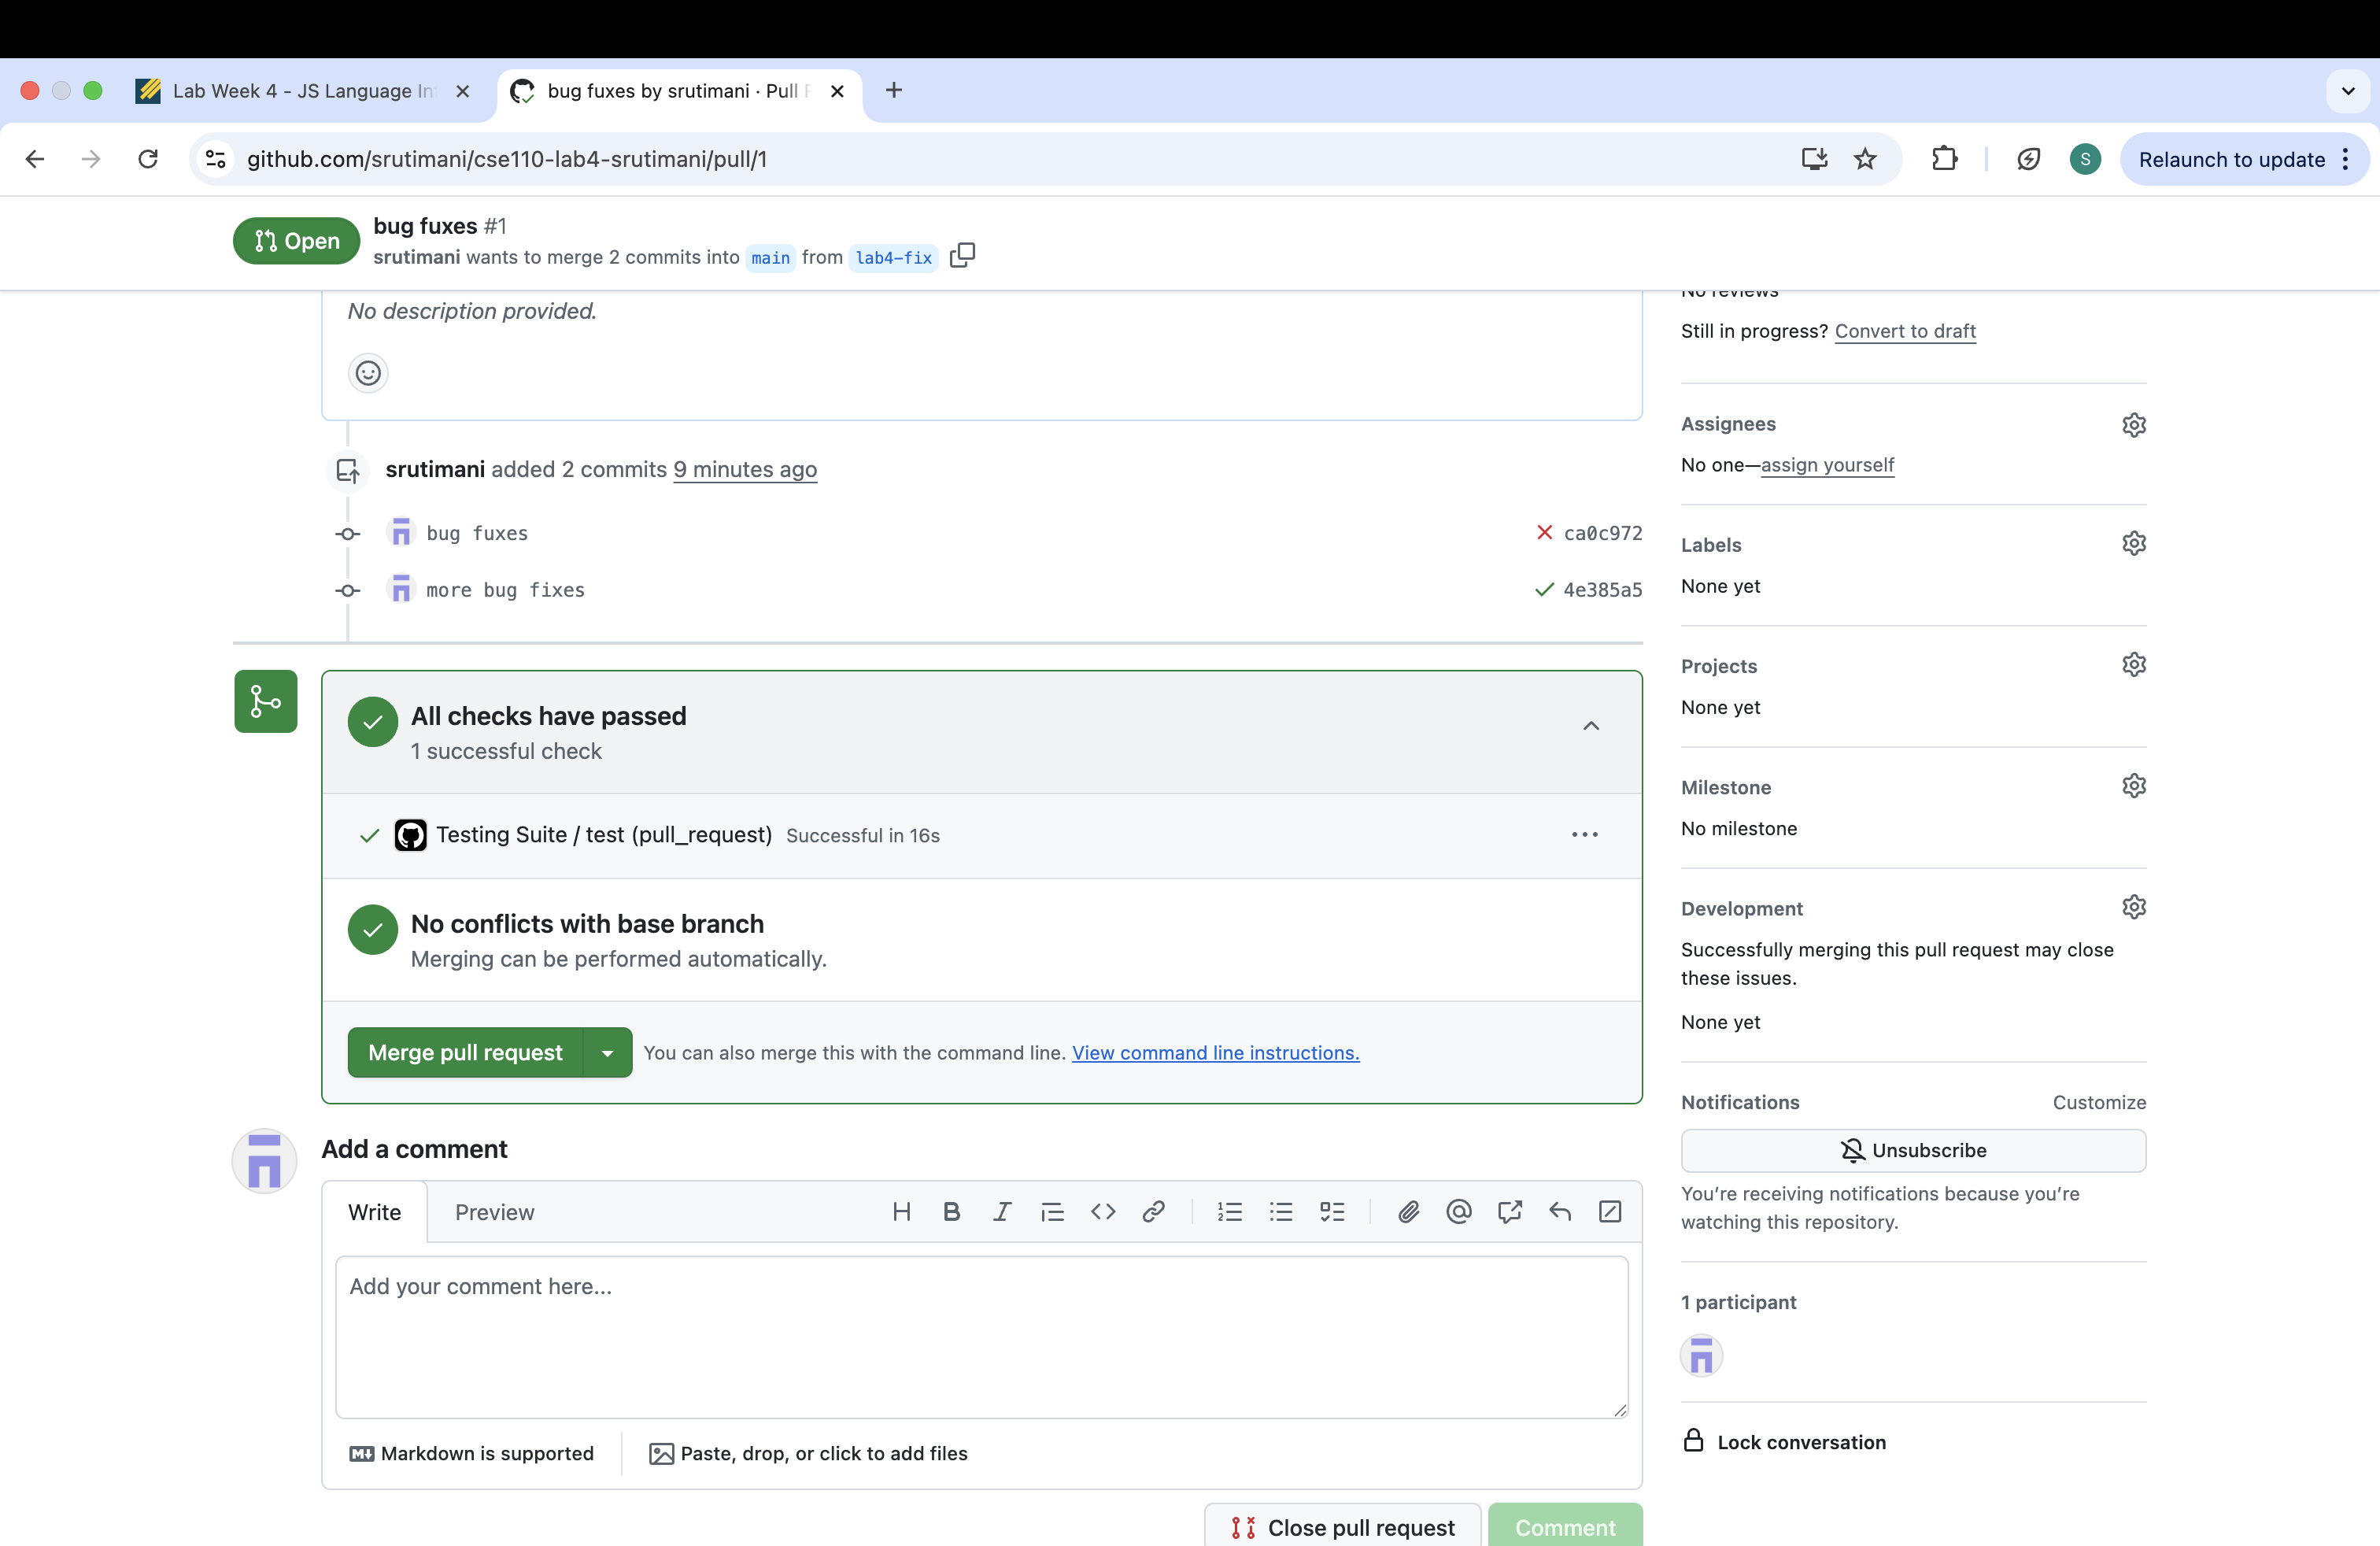 Lab Week 4 - JS Language In
bug fuxes by srutimani · Pull
github.com/srutimani/cse110-lab4-srutimani/pull/1
S
Relaunch to update
Open
bug fuxes #1
srutimani wants to merge 2 commits into main from lab4-fix
No description provided.
srutimani added 2 commits 9 minutes ago
bug fuxes
ca0c972
more bug fixes
4e385a5
All checks have passed
1 successful check
Testing Suite / test (pull_request) Successful in 16s
No conflicts with base branch
Merging can be performed automatically.
Merge pull request
You can also merge this with the command line. View command line instructions.
Add a comment
Write
Preview
Add your comment here...
Markdown is supported
Paste, drop, or click to add files
Close pull request
Comment
No reviews
Still in progress? Convert to draft
Assignees
No one—assign yourself
Labels
None yet
Projects
None yet
Milestone
No milestone
Development
Successfully merging this pull request may close
these issues.
None yet
Notifications
Customize
Unsubscribe
You're receiving notifications because you're
watching this repository.
1 participant
Lock conversation